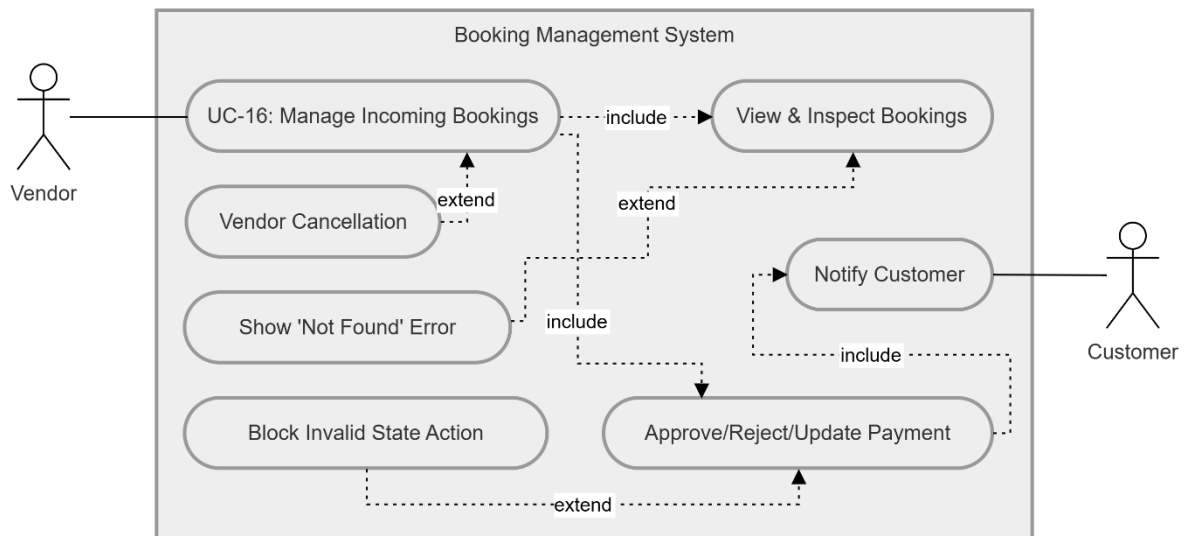 Booking Management System
UC-16: Manage Incoming Bookings
include
View & Inspect Bookings
Vendor
extend
extend
Vendor Cancellation
Notify Customer
Show 'Not Found' Error
include
include
Customer
Block Invalid State Action
Approve/Reject/Update Payment
extend